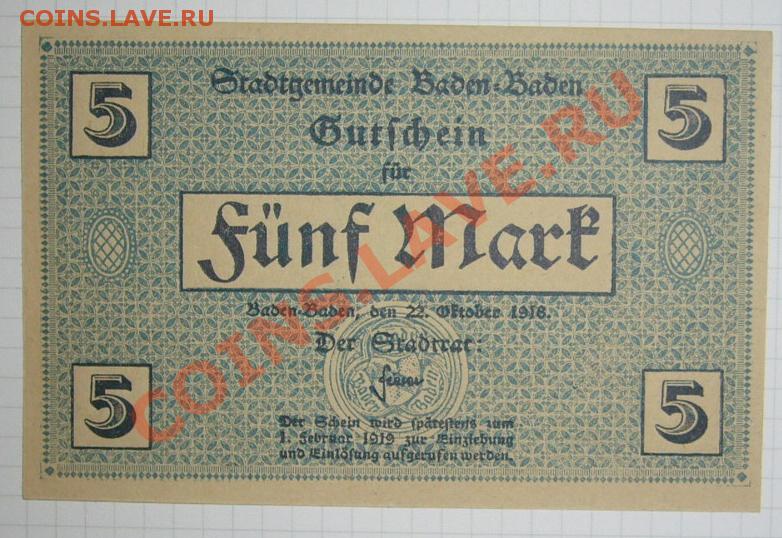 COINS.LAVE.RU
5 Stadtgemeinde Baden-Baden 5
Gutschein
für
Fünf Mark
Baden-Baden, den 22. Oktober 1918.
Der Stadtrat:
5 5
Der Schein wird spätestens zum
1. Februar 1919 zur Einziehung
und Einlösung aufgerufen werden.
COINS.LAVE.RU